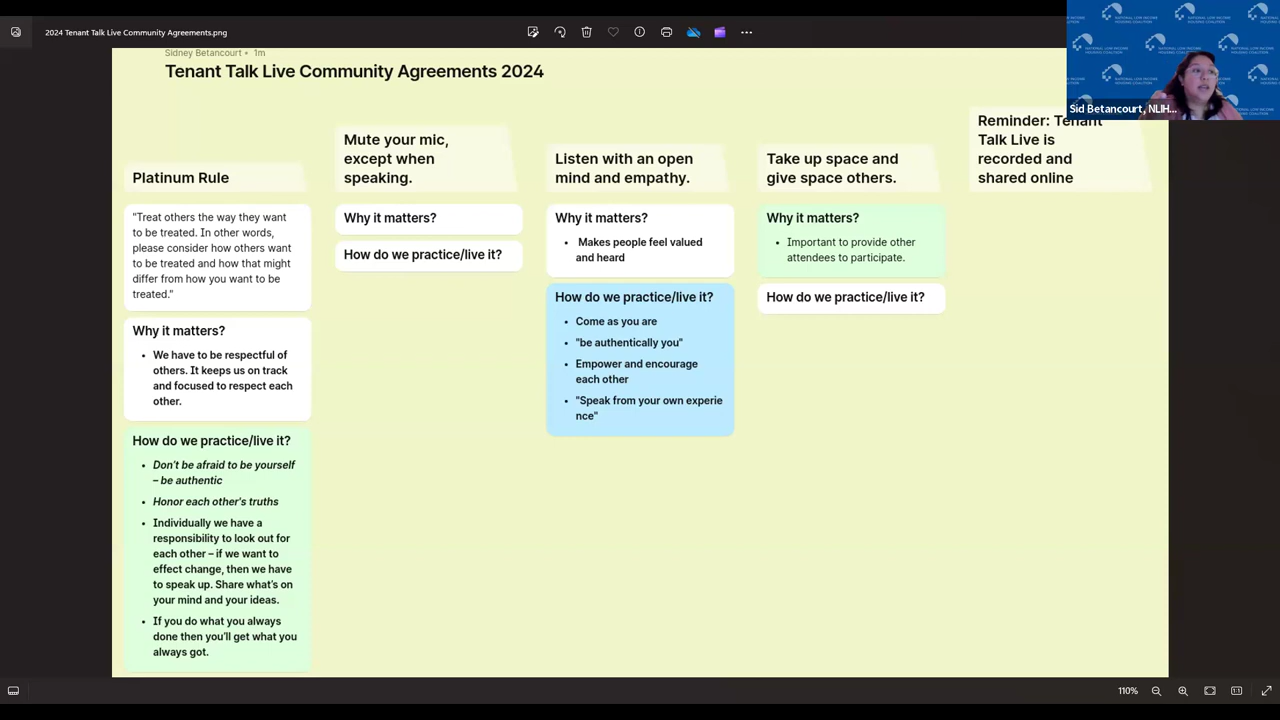 2024 Tenant Talk Live Community Agreements.png
Sidney Betancourt • 1m
Tenant Talk Live Community Agreements 2024
Platinum Rule
"Treat others the way they want
to be treated. In other words,
please consider how others want
to be treated and how that might
differ from how you want to be
treated."
Why it matters?
• We have to be respectful of
others. It keeps us on track
and focused to respect each
other.
How do we practice/live it?
• Don't be afraid to be yourself
– be authentic
• Honor each other's truths
• Individually we have a
responsibility to look out for
each other – if we want to
effect change, then we have
to speak up. Share what's on
your mind and your ideas.
• If you do what you always
done then you'll get what you
always got.
Mute your mic,
except when
speaking.
Why it matters?
How do we practice/live it?
Listen with an open
mind and empathy.
Why it matters?
• Makes people feel valued
and heard
How do we practice/live it?
• Come as you are
• "be authentically you"
• Empower and encourage
each other
• "Speak from your own experie
nce"
Take up space and
give space others.
Why it matters?
• Important to provide other
attendees to participate.
How do we practice/live it?
Reminder: Tenant
Talk Live is
recorded and
shared online
NATIONAL LOW INCOME
HOUSING COALITION
Sid Betancourt, NLIH...
110%